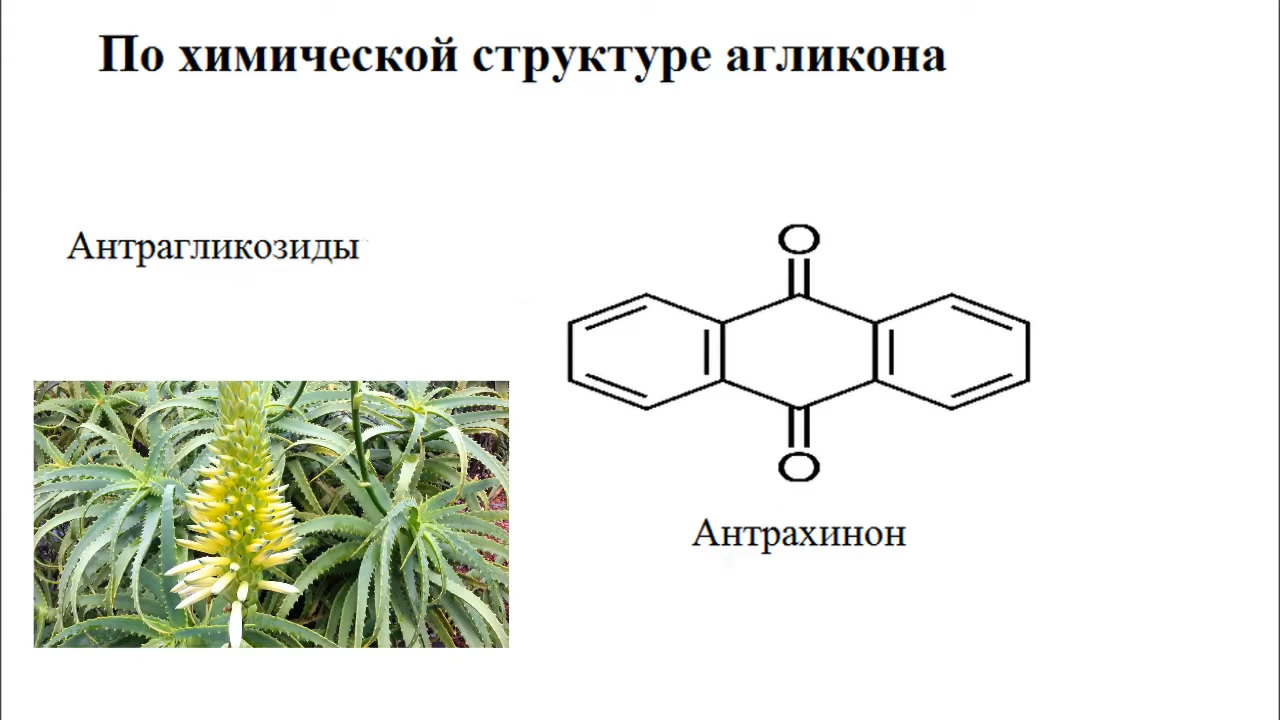 По химической структуре агликона
Антрагликозиды
O
O
Антрахинон